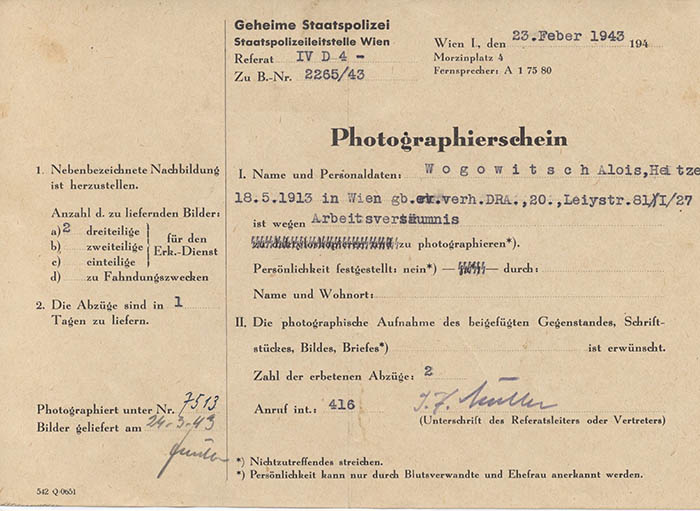 Geheime Staatspolizei
Staatspolizeileitstelle Wien
Referat IV D 4 -
Zu B.-Nr. 2265/43
Wien I., den 23.Feber 1943 194
Morzinplatz 4
Fernsprecher: A 1 75 80
Photographierschein
1. Nebenbezeichnete Nachbildung
ist herzustellen.
Anzahl d. zu liefernden Bilder:
a) 2 dreiteilige
b) zweiteilige
c) einteilige
für den
Erk.-Dienst
d) zu Fahndungszwecken
2. Die Abzüge sind in 1
Tagen zu liefern.
Photographiert unter Nr. 7513
Bilder geliefert am 24-3-43
542 Q/0651
I. Name und Personaldaten: Wogowitsch Alois, Heitze
18.5.1913 in Wien gb. verh.DRA.,20., Leiystr.81/I/27
ist wegen Arbeitsversäumnis
zu photographieren*).
Persönlichkeit festgestellt: nein*) — — durch:
Name und Wohnort:
II. Die photographische Aufnahme des beigefügten Gegenstandes, Schrift-
stückes, Bildes, Briefes*) ist erwünscht.
Zahl der erbetenen Abzüge: 2
Anruf int.: 416
(Unterschrift des Referatsleiters oder Vertreters)
*) Nichtzutreffendes streichen.
*) Persönlichkeit kann nur durch Blutsverwandte und Ehefrau anerkannt werden.